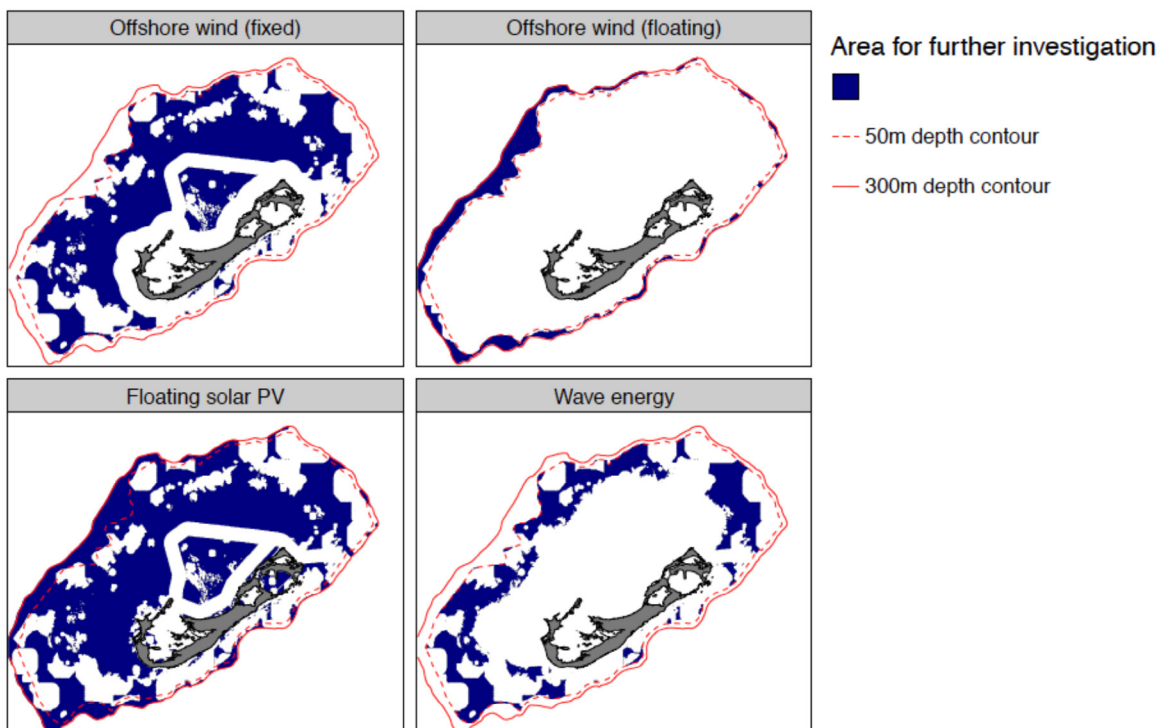 Offshore wind (fixed)
Offshore wind (floating)
Area for further investigation
50m depth contour
300m depth contour
Floating solar PV
Wave energy